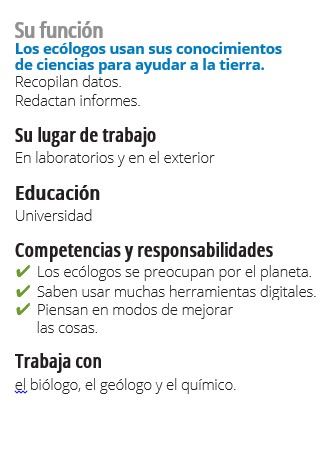 Su función
Los ecólogos usan sus conocimientos
de ciencias para ayudar a la tierra.
Recopilan datos.
Redactan informes.
Su lugar de trabajo
En laboratorios y en el exterior
Educación
Universidad
Competencias y responsabilidades
✔ Los ecólogos se preocupan por el planeta.
✔ Saben usar muchas herramientas digitales.
✔ Piensan en modos de mejorar
las cosas.
Trabaja con
el biólogo, el geólogo y el químico.